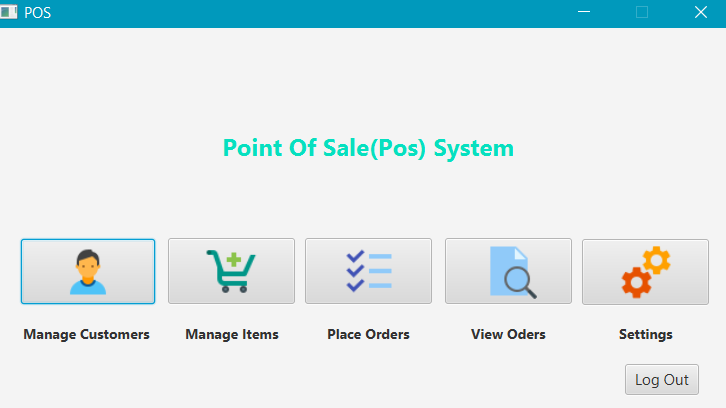 POS
Point Of Sale(Pos) System
Manage Customers
Manage Items
Place Orders
View Oders
Settings
Log Out